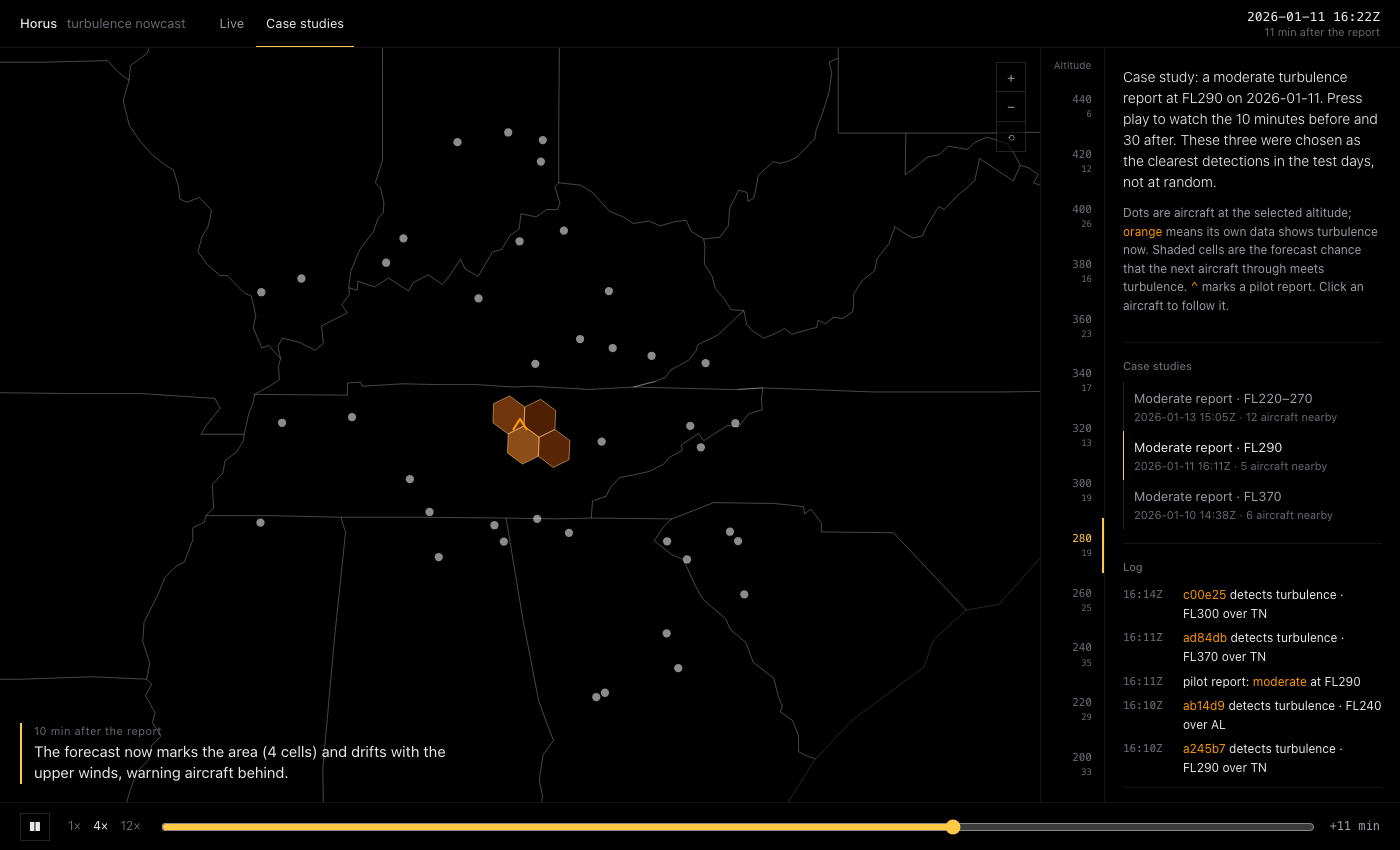 Horus turbulence nowcast Live Case studies
2026-01-11 16:22Z
11 min after the report
+
−
Altitude
440
6
420
12
400
26
380
16
360
23
340
17
320
13
300
19
280
19
260
25
240
35
220
29
200
33
Case study: a moderate turbulence
report at FL290 on 2026-01-11. Press
play to watch the 10 minutes before and
30 after. These three were chosen as
the clearest detections in the test days,
not at random.
Dots are aircraft at the selected altitude;
orange means its own data shows turbulence
now. Shaded cells are the forecast chance
that the next aircraft through meets
turbulence. ^ marks a pilot report. Click an
aircraft to follow it.
Case studies
Moderate report · FL220–270
2026-01-13 15:05Z · 12 aircraft nearby
Moderate report · FL290
2026-01-11 16:11Z · 5 aircraft nearby
Moderate report · FL370
2026-01-10 14:38Z · 6 aircraft nearby
Log
16:14Z c00e25 detects turbulence ·
FL300 over TN
16:11Z ad84db detects turbulence ·
FL370 over TN
16:11Z pilot report: moderate at FL290
16:10Z ab14d9 detects turbulence · FL240
over AL
16:10Z a245b7 detects turbulence ·
FL290 over TN
10 min after the report
The forecast now marks the area (4 cells) and drifts with the
upper winds, warning aircraft behind.
1× 4× 12× +11 min